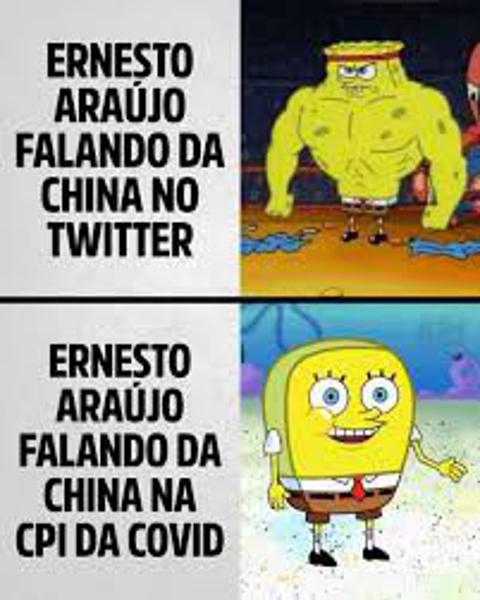 ERNESTO
ARAÚJO
FALANDO DA
CHINA NO
TWITTER
ERNESTO
ARAÚJO
FALANDO DA
CHINA NA
CPI DA COVID